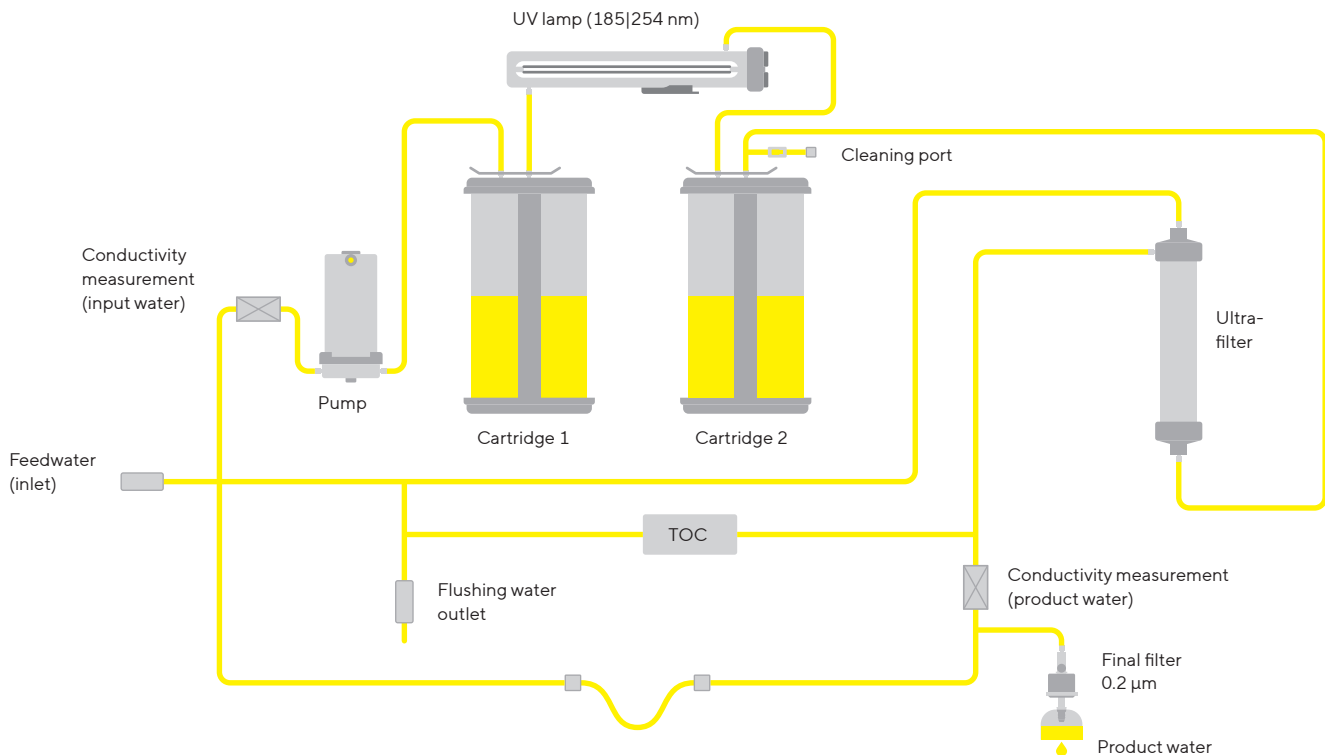 UV lamp (185|254 nm)
Cleaning port
Conductivity
measurement
(input water)
Ultra-
filter
Pump
Cartridge 1
Cartridge 2
Feedwater
(inlet)
TOC
Flushing water
outlet
Conductivity measurement
(product water)
Final filter
0.2 µm
Product water